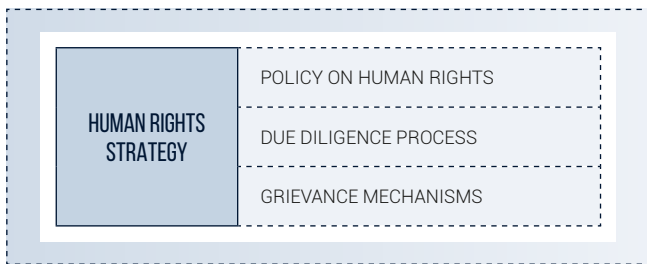 HUMAN RIGHTS
STRATEGY
POLICY ON HUMAN RIGHTS
DUE DILIGENCE PROCESS
GRIEVANCE MECHANISMS